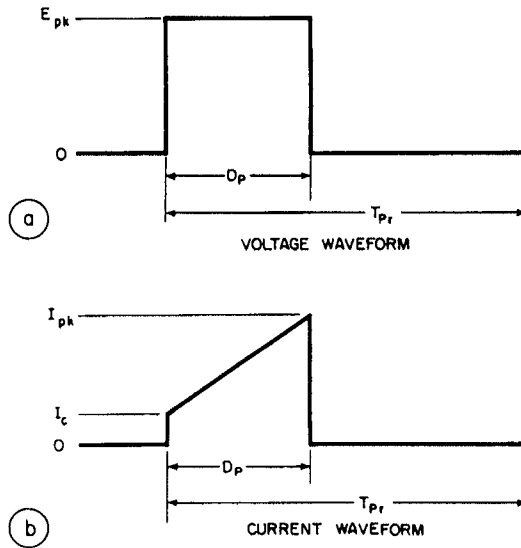 E pk
0
D P
T Pr
a
VOLTAGE WAVEFORM
I pk
I c
0
D P
T Pr
b
CURRENT WAVEFORM